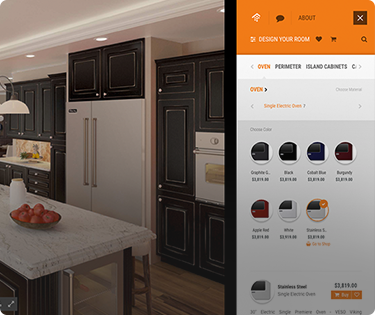 ABOUT
DESIGN YOUR ROOM
OVEN PERIMETER ISLAND CABINETS
OVEN
Choose Material
Single Electric Oven 7
Choose Color
Graphite G.. Black Cobalt Blue Burgundy
$3,819.00 $3,819.00 $3,819.00 $3,819.00
Apple Red White Stainless S..
$3,819.00 $3,919.00 $3,819.00
Go to Shop
Stainless Steel $3,819.00
Single Electric Oven Buy
30" Electric Single Premiere Oven - VESO Viking